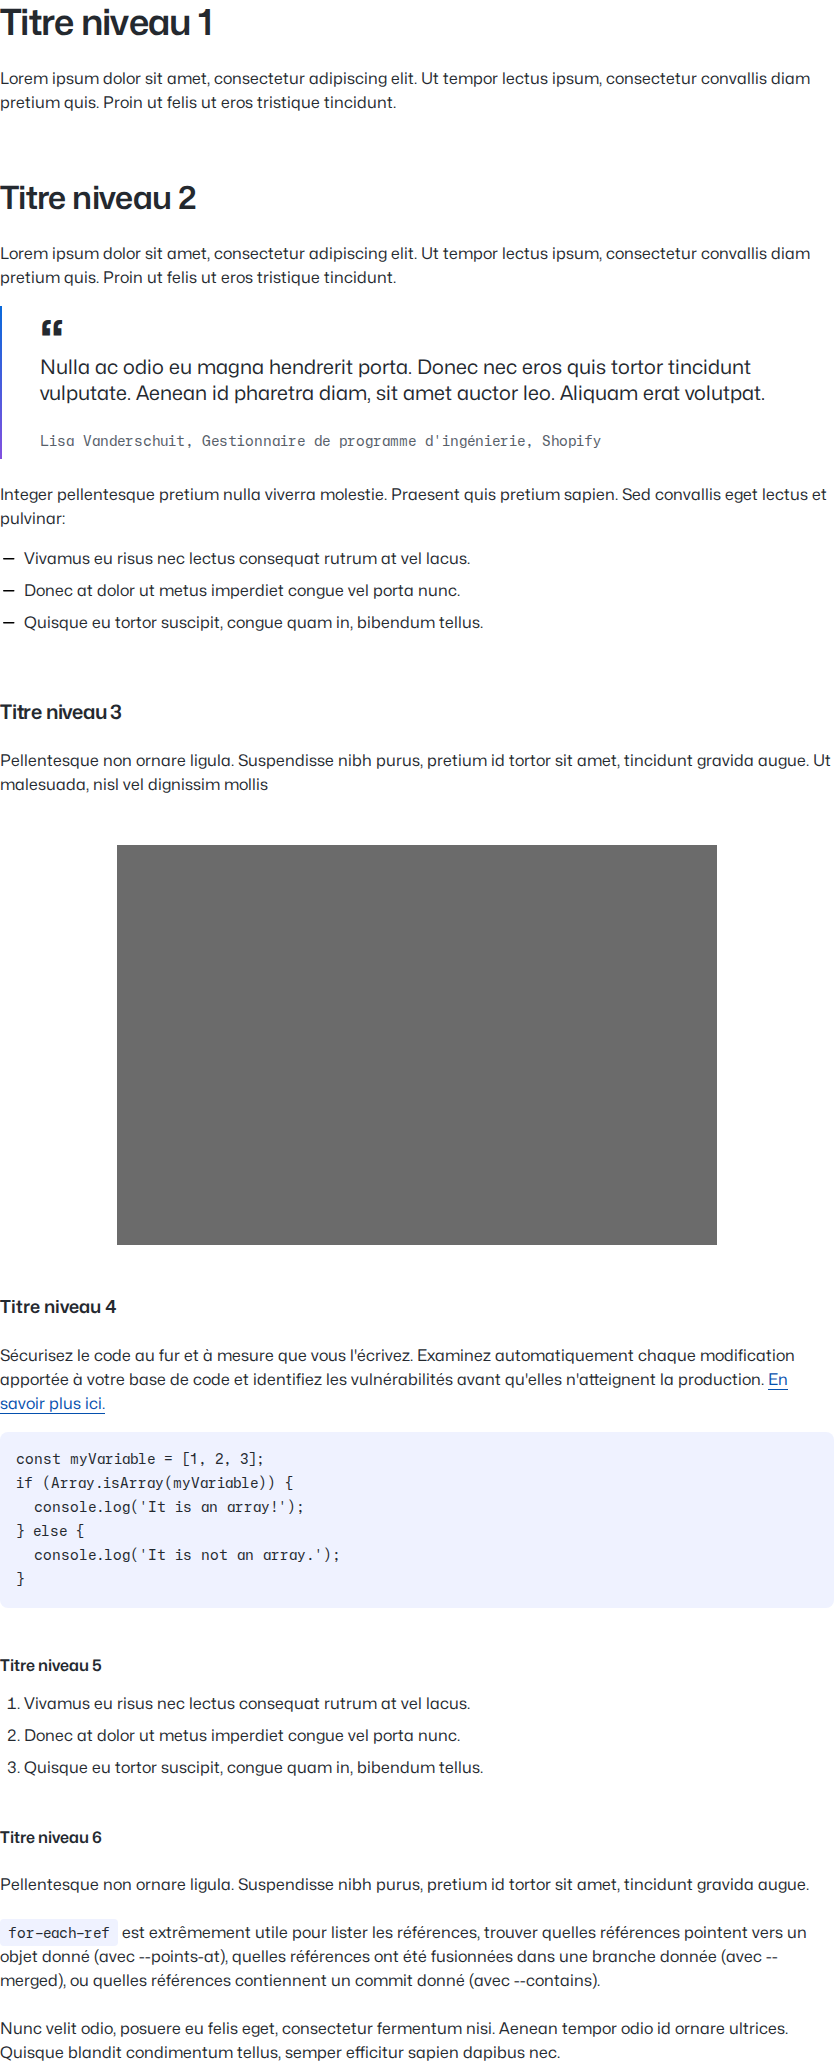 Titre niveau 1
Lorem ipsum dolor sit amet, consectetur adipiscing elit. Ut tempor lectus ipsum, consectetur convallis diam
pretium quis. Proin ut felis ut eros tristique tincidunt.
Titre niveau 2
Lorem ipsum dolor sit amet, consectetur adipiscing elit. Ut tempor lectus ipsum, consectetur convallis diam
pretium quis. Proin ut felis ut eros tristique tincidunt.
“
Nulla ac odio eu magna hendrerit porta. Donec nec eros quis tortor tincidunt
vulputate. Aenean id pharetra diam, sit amet auctor leo. Aliquam erat volutpat.
Lisa Vanderschuit, Gestionnaire de programme d'ingénierie, Shopify
Integer pellentesque pretium nulla viverra molestie. Praesent quis pretium sapien. Sed convallis eget lectus et
pulvinar:
— Vivamus eu risus nec lectus consequat rutrum at vel lacus.
— Donec at dolor ut metus imperdiet congue vel porta nunc.
— Quisque eu tortor suscipit, congue quam in, bibendum tellus.
Titre niveau 3
Pellentesque non ornare ligula. Suspendisse nibh purus, pretium id tortor sit amet, tincidunt gravida augue. Ut
malesuada, nisl vel dignissim mollis
Titre niveau 4
Sécurisez le code au fur et à mesure que vous l'écrivez. Examinez automatiquement chaque modification
apportée à votre base de code et identifiez les vulnérabilités avant qu'elles n'atteignent la production. En
savoir plus ici.
const myVariable = [1, 2, 3];
if (Array.isArray(myVariable)) {
  console.log('It is an array!');
} else {
  console.log('It is not an array.');
}
Titre niveau 5
1. Vivamus eu risus nec lectus consequat rutrum at vel lacus.
2. Donec at dolor ut metus imperdiet congue vel porta nunc.
3. Quisque eu tortor suscipit, congue quam in, bibendum tellus.
Titre niveau 6
Pellentesque non ornare ligula. Suspendisse nibh purus, pretium id tortor sit amet, tincidunt gravida augue.
for-each-ref est extrêmement utile pour lister les références, trouver quelles références pointent vers un
objet donné (avec --points-at), quelles références ont été fusionnées dans une branche donnée (avec --
merged), ou quelles références contiennent un commit donné (avec --contains).
Nunc velit odio, posuere eu felis eget, consectetur fermentum nisi. Aenean tempor odio id ornare ultrices.
Quisque blandit condimentum tellus, semper efficitur sapien dapibus nec.